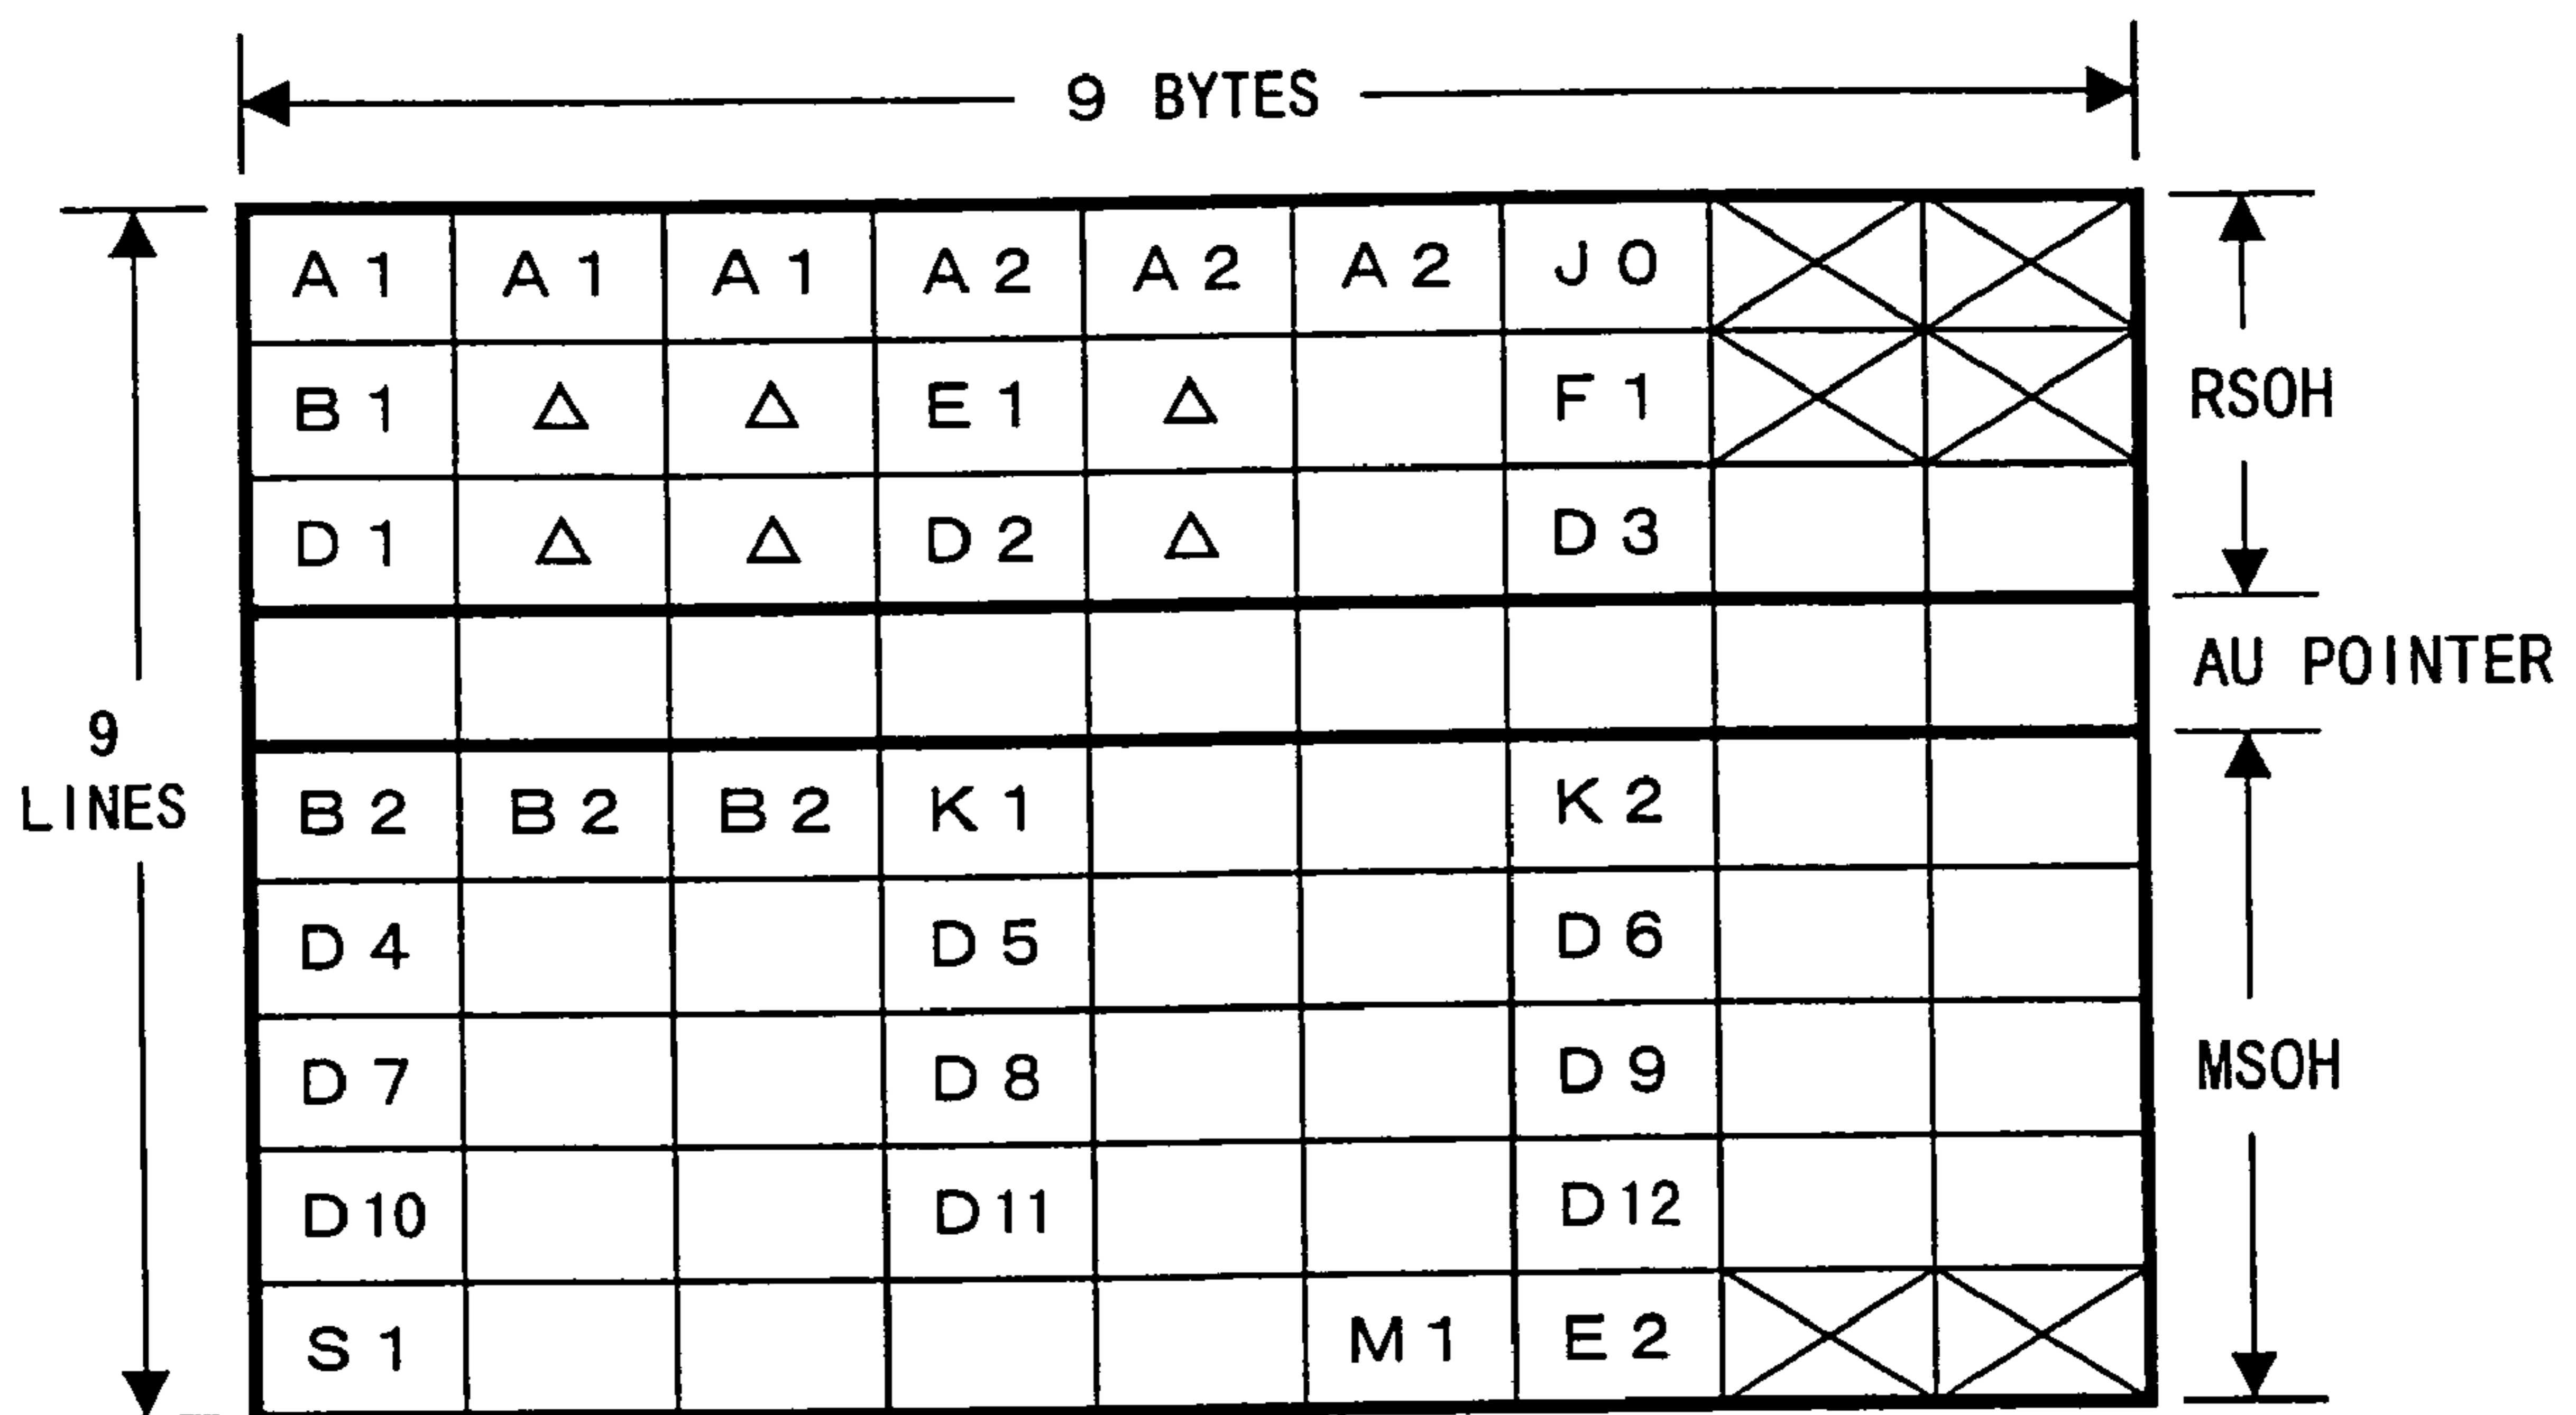 9 BYTES
A1 A1 A1 A2 A2 A2 J0
B1 △ △ E1 △ F1
RSOH
D1 △ △ D2 △ D3
AU POINTER
9
LINES
B2 B2 B2 K1 K2
D4 D5 D6
D7 D8 D9
MSOH
D10 D11 D12
S1 M1 E2